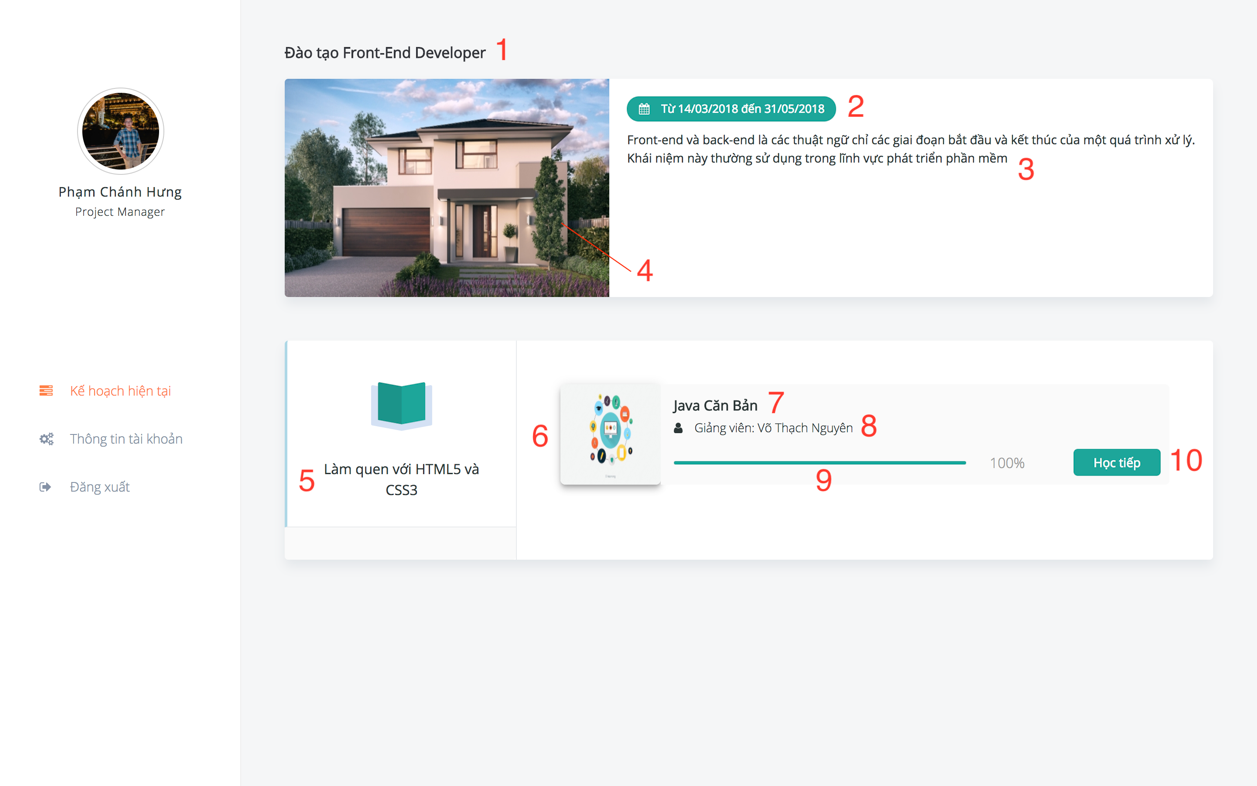 Đào tạo Front-End Developer 1
Từ 14/03/2018 đến 31/05/2018 2
Front-end và back-end là các thuật ngữ chỉ các giai đoạn bắt đầu và kết thúc của một quá trình xử lý.
Khái niệm này thường sử dụng trong lĩnh vực phát triển phần mềm 3
4
Phạm Chánh Hưng
Project Manager
Kế hoạch hiện tại
Thông tin tài khoản
Đăng xuất
5 Làm quen với HTML5 và
CSS3
6
Java Căn Bản 7
Giảng viên: Võ Thạch Nguyên 8
9
100%
Học tiếp 10